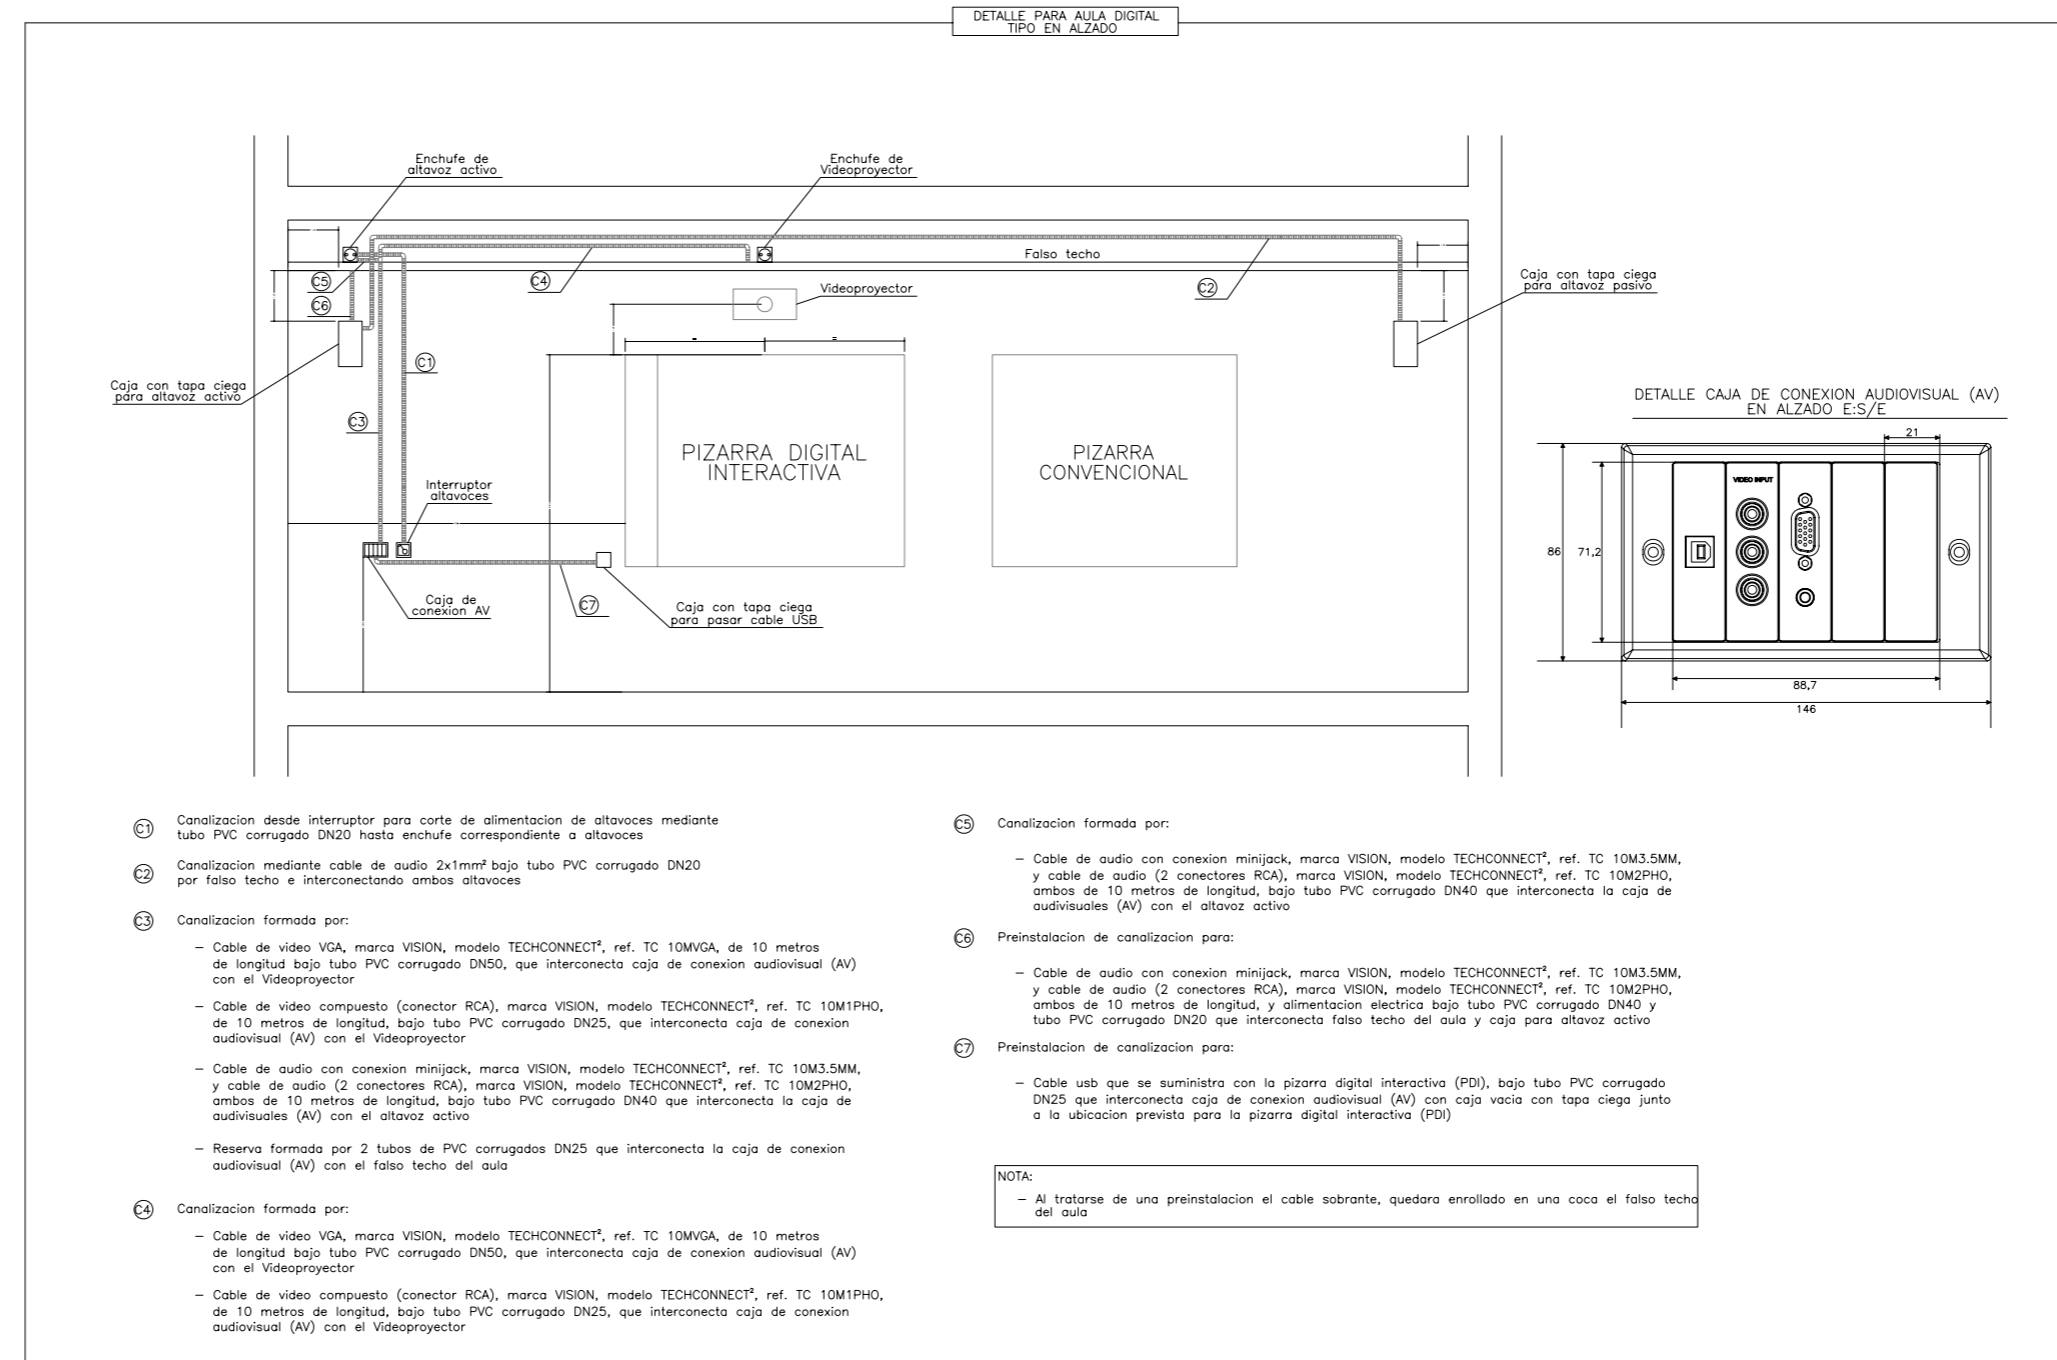 DETALLE PARA AULA DIGITAL
TIPO EN ALZADO
Enchufe de
altavoz activo
Enchufe de
Videoproyector
Falso techo
C5
C4
C6
C2
Videoproyector
Caja con tapa ciega
para altavoz pasivo
C1
Caja con tapa ciega
para altavoz activo
C3
PIZARRA DIGITAL
INTERACTIVA
PIZARRA
CONVENCIONAL
Interruptor
altavoces
Caja de
conexion AV
C7
Caja con tapa ciega
para pasar cable USB
DETALLE CAJA DE CONEXION AUDIOVISUAL (AV)
EN ALZADO E:S/E
21
VIDEO INPUT
86
71,2
88,7
146
C1 Canalizacion desde interruptor para corte de alimentacion de altavoces mediante
tubo PVC corrugado DN20 hasta enchufe correspondiente a altavoces
C2 Canalizacion mediante cable de audio 2x1mm² bajo tubo PVC corrugado DN20
por falso techo e interconectando ambos altavoces
C3 Canalizacion formada por:
– Cable de video VGA, marca VISION, modelo TECHCONNECT², ref. TC 10MVGA, de 10 metros
de longitud bajo tubo PVC corrugado DN50, que interconecta caja de conexion audiovisual (AV)
con el Videoproyector
– Cable de video compuesto (conector RCA), marca VISION, modelo TECHCONNECT², ref. TC 10M1PHO,
de 10 metros de longitud, bajo tubo PVC corrugado DN25, que interconecta caja de conexion
audiovisual (AV) con el Videoproyector
– Cable de audio con conexion minijack, marca VISION, modelo TECHCONNECT², ref. TC 10M3.5MM,
y cable de audio (2 conectores RCA), marca VISION, modelo TECHCONNECT², ref. TC 10M2PHO,
ambos de 10 metros de longitud, bajo tubo PVC corrugado DN40 que interconecta la caja de
audivisuales (AV) con el altavoz activo
– Reserva formada por 2 tubos de PVC corrugados DN25 que interconecta la caja de conexion
audiovisual (AV) con el falso techo del aula
C4 Canalizacion formada por:
– Cable de video VGA, marca VISION, modelo TECHCONNECT², ref. TC 10MVGA, de 10 metros
de longitud bajo tubo PVC corrugado DN50, que interconecta caja de conexion audiovisual (AV)
con el Videoproyector
– Cable de video compuesto (conector RCA), marca VISION, modelo TECHCONNECT², ref. TC 10M1PHO,
de 10 metros de longitud, bajo tubo PVC corrugado DN25, que interconecta caja de conexion
audiovisual (AV) con el Videoproyector
C5 Canalizacion formada por:
– Cable de audio con conexion minijack, marca VISION, modelo TECHCONNECT², ref. TC 10M3.5MM,
y cable de audio (2 conectores RCA), marca VISION, modelo TECHCONNECT², ref. TC 10M2PHO,
ambos de 10 metros de longitud, bajo tubo PVC corrugado DN40 que interconecta la caja de
audivisuales (AV) con el altavoz activo
C6 Preinstalacion de canalizacion para:
– Cable de audio con conexion minijack, marca VISION, modelo TECHCONNECT², ref. TC 10M3.5MM,
y cable de audio (2 conectores RCA), marca VISION, modelo TECHCONNECT², ref. TC 10M2PHO,
ambos de 10 metros de longitud, y alimentacion electrica bajo tubo PVC corrugado DN40 y
tubo PVC corrugado DN20 que interconecta falso techo del aula y caja para altavoz activo
C7 Preinstalacion de canalizacion para:
– Cable usb que se suministra con la pizarra digital interactiva (PDI), bajo tubo PVC corrugado
DN25 que interconecta caja de conexion audiovisual (AV) con caja vacia con tapa ciega junto
a la ubicacion prevista para la pizarra digital interactiva (PDI)
NOTA:
– Al tratarse de una preinstalacion el cable sobrante, quedara enrollado en una coca el falso techo
del aula